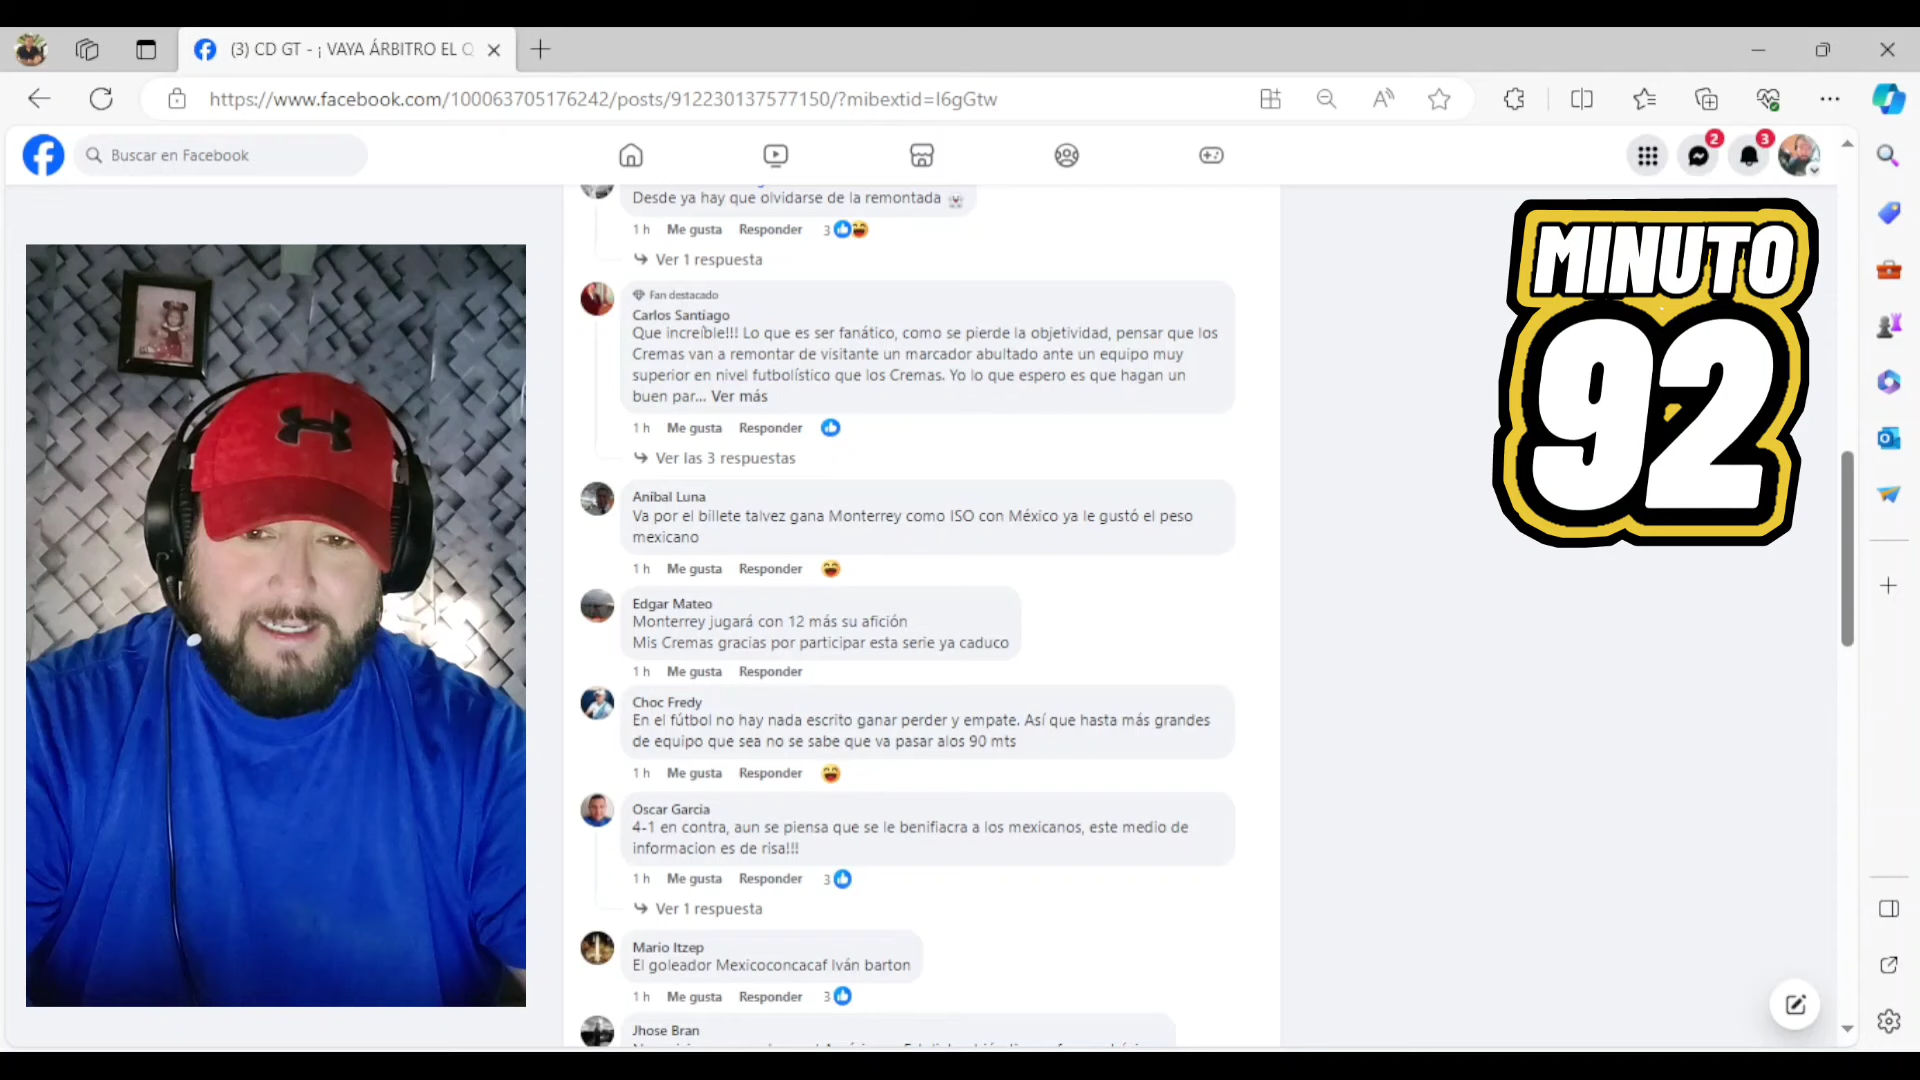 (3) CD GT - ¡ VAYA ÁRBITRO EL Q
https://www.facebook.com/100063705176242/posts/912230137577150/?mibextid=I6gGtw
Buscar en Facebook
2
3
Desde ya hay que olvidarse de la remontada
1 h Me gusta Responder 3
Ver 1 respuesta
Fan destacado
Carlos Santiago
Que increíble!!! Lo que es ser fanático, como se pierde la objetividad, pensar que los
Cremas van a remontar de visitante un marcador abultado ante un equipo muy
superior en nivel futbolístico que los Cremas. Yo lo que espero es que hagan un
buen par... Ver más
1 h Me gusta Responder
Ver las 3 respuestas
Anibal Luna
Va por el billete talvez gana Monterrey como ISO con México ya le gustó el peso
mexicano
1 h Me gusta Responder
Edgar Mateo
Monterrey jugará con 12 más su afición
Mis Cremas gracias por participar esta serie ya caduco
1 h Me gusta Responder
Choc Fredy
En el fútbol no hay nada escrito ganar perder y empate. Así que hasta más grandes
de equipo que sea no se sabe que va pasar alos 90 mts
1 h Me gusta Responder
Oscar Garcia
4-1 en contra, aun se piensa que se le benifiacra a los mexicanos, este medio de
informacion es de risa!!!
1 h Me gusta Responder 3
Ver 1 respuesta
Mario Itzep
El goleador Mexicoconcacaf Iván barton
1 h Me gusta Responder 3
Jhose Bran
MINUTO
92